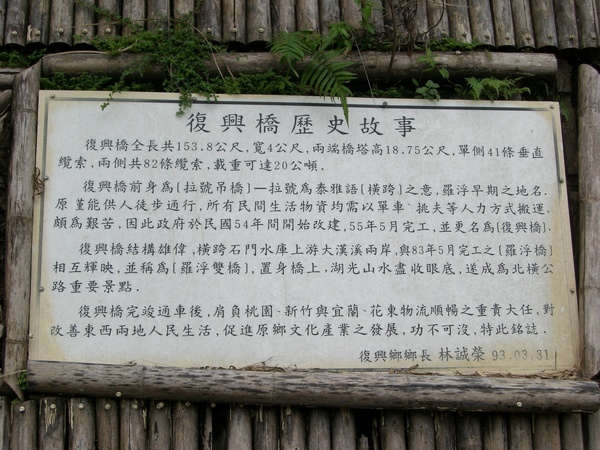 復興橋歷史故事
復興橋全長共153.8公尺,寬4公尺,兩端橋塔高18.75公尺,單側41條垂直
纜索,兩側共82條纜索,載重可達20公噸.
復興橋前身為〔拉號吊橋〕—拉號為泰雅語〔橫跨〕之意,羅浮早期之地名.
原僅能供人徒步通行,所有民間生活物資均需以單車、挑夫等人力方式搬運,
頗為艱苦,因此政府於民國54年間開始改建,55年5月完工,並更名為〔復興橋〕.
復興橋結構雄偉,橫跨石門水庫上游大漢溪兩岸,與83年5月完工之〔羅浮橋〕
相互輝映,並稱為〔羅浮雙橋〕,置身橋上,湖光山水盡收眼底,遂成為北橫公
路重要景點.
復興橋完竣通車後,肩負桃園、新竹與宜蘭、花東物流順暢之重責大任,對
改善東西兩地人民生活,促進原鄉文化產業之發展,功不可沒,特此銘誌.
復興鄉鄉長 林誠榮 93.03.31